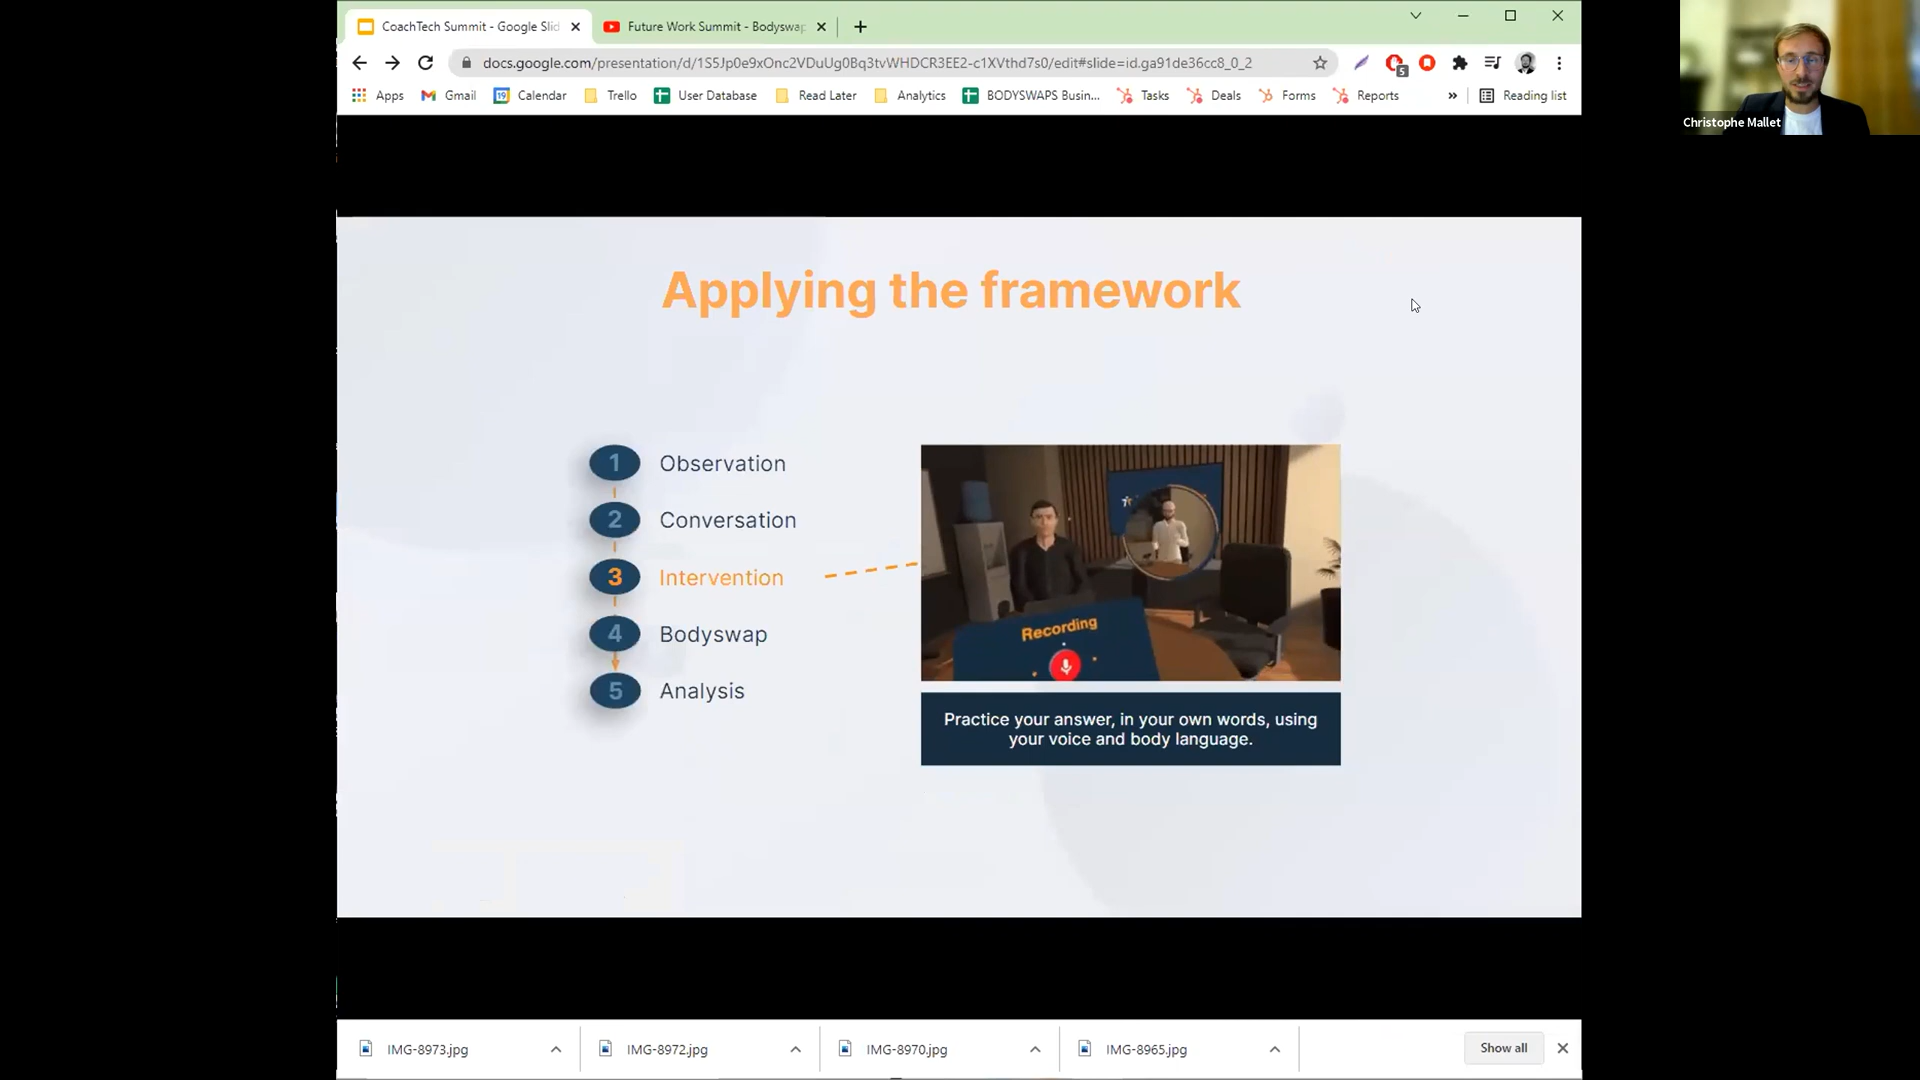 CoachTech Summit - Google Slid
Future Work Summit - Bodyswap
docs.google.com/presentation/d/1S5Jp0e9xOnc2VDuUg0Bq3tvWHDCR3EE2-c1XVthd7s0/edit#slide=id.ga91de36cc8_0_2
5
Apps
Gmail
19
Calendar
Trello
User Database
Read Later
Analytics
BODYSWAPS Busin...
Tasks
Deals
Forms
Reports
»
Reading list
Christophe Mallet
Applying the framework
1 Observation
2 Conversation
3 Intervention
4 Bodyswap
5 Analysis
Recording
Practice your answer, in your own words, using
your voice and body language.
IMG-8973.jpg
IMG-8972.jpg
IMG-8970.jpg
IMG-8965.jpg
Show all